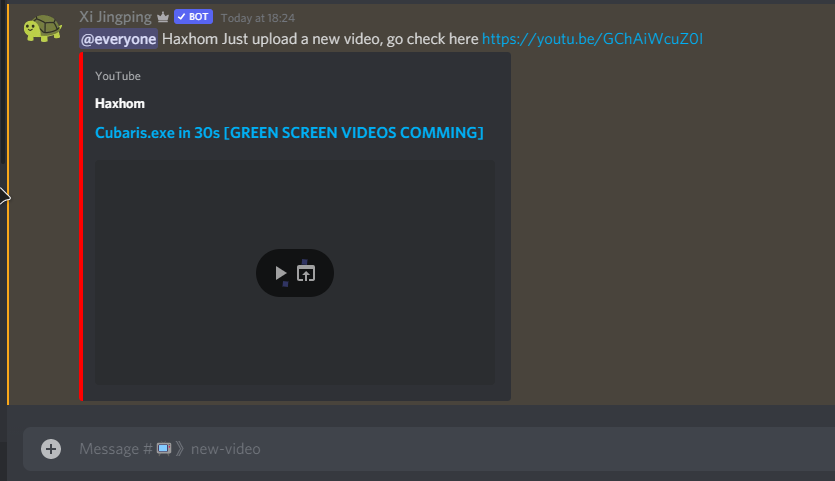 Xi Jingping BOT Today at 18:24
@everyone Haxhom Just upload a new video, go check here https://youtu.be/GChAiWcuZ0I
YouTube
Haxhom
Cubaris.exe in 30s [GREEN SCREEN VIDEOS COMMING]
Message #📺》new-video